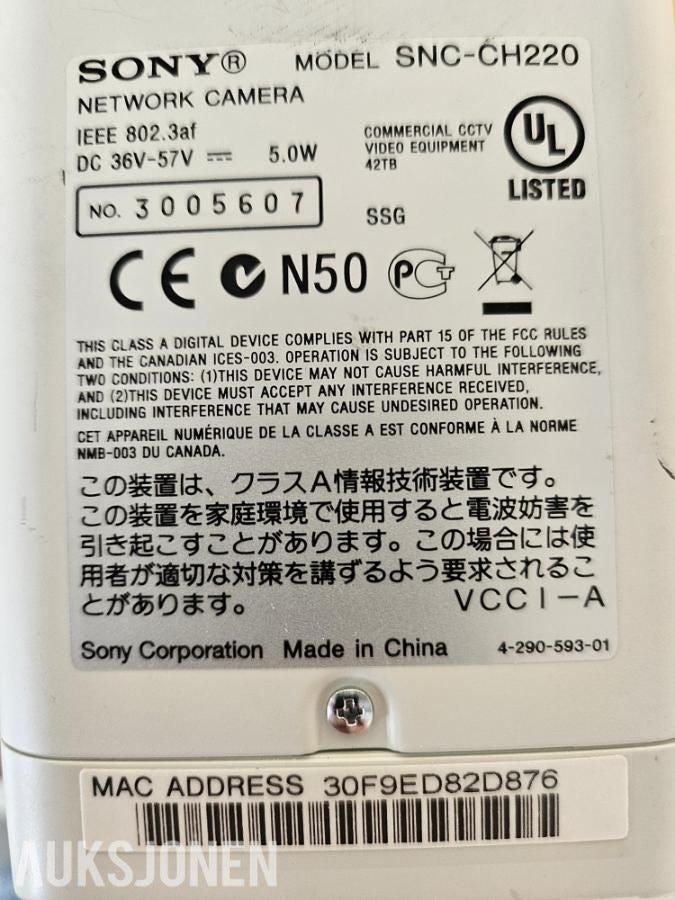 SONY® MODEL SNC-CH220
NETWORK CAMERA
IEEE 802.3af
DC 36V-57V ⎓ 5.0W
COMMERCIAL CCTV
VIDEO EQUIPMENT
42TB
UL
LISTED
NO. 3005607
SSG
CE N50 PCT
THIS CLASS A DIGITAL DEVICE COMPLIES WITH PART 15 OF THE FCC RULES
AND THE CANADIAN ICES-003. OPERATION IS SUBJECT TO THE FOLLOWING
TWO CONDITIONS: (1)THIS DEVICE MAY NOT CAUSE HARMFUL INTERFERENCE,
AND (2)THIS DEVICE MUST ACCEPT ANY INTERFERENCE RECEIVED,
INCLUDING INTERFERENCE THAT MAY CAUSE UNDESIRED OPERATION.
CET APPAREIL NUMÉRIQUE DE LA CLASSE A EST CONFORME À LA NORME
NMB-003 DU CANADA.
この装置は、クラスA情報技術装置です。
この装置を家庭環境で使用すると電波妨害を
引き起こすことがあります。この場合には使
用者が適切な対策を講ずるよう要求されるこ
とがあります。 VCCI-A
Sony Corporation Made in China 4-290-593-01
MAC ADDRESS 30F9ED82D876
AUKSJONEN